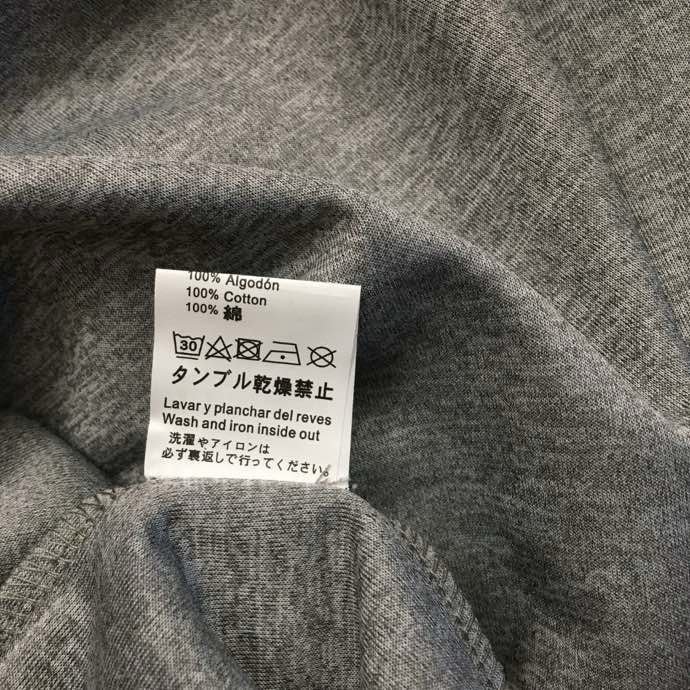 100% Algodón
100% Cotton
100% 綿
30
タンブル乾燥禁止
Lavar y planchar del reves
Wash and iron inside out
洗濯やアイロンは
必ず裏返しで行ってください。